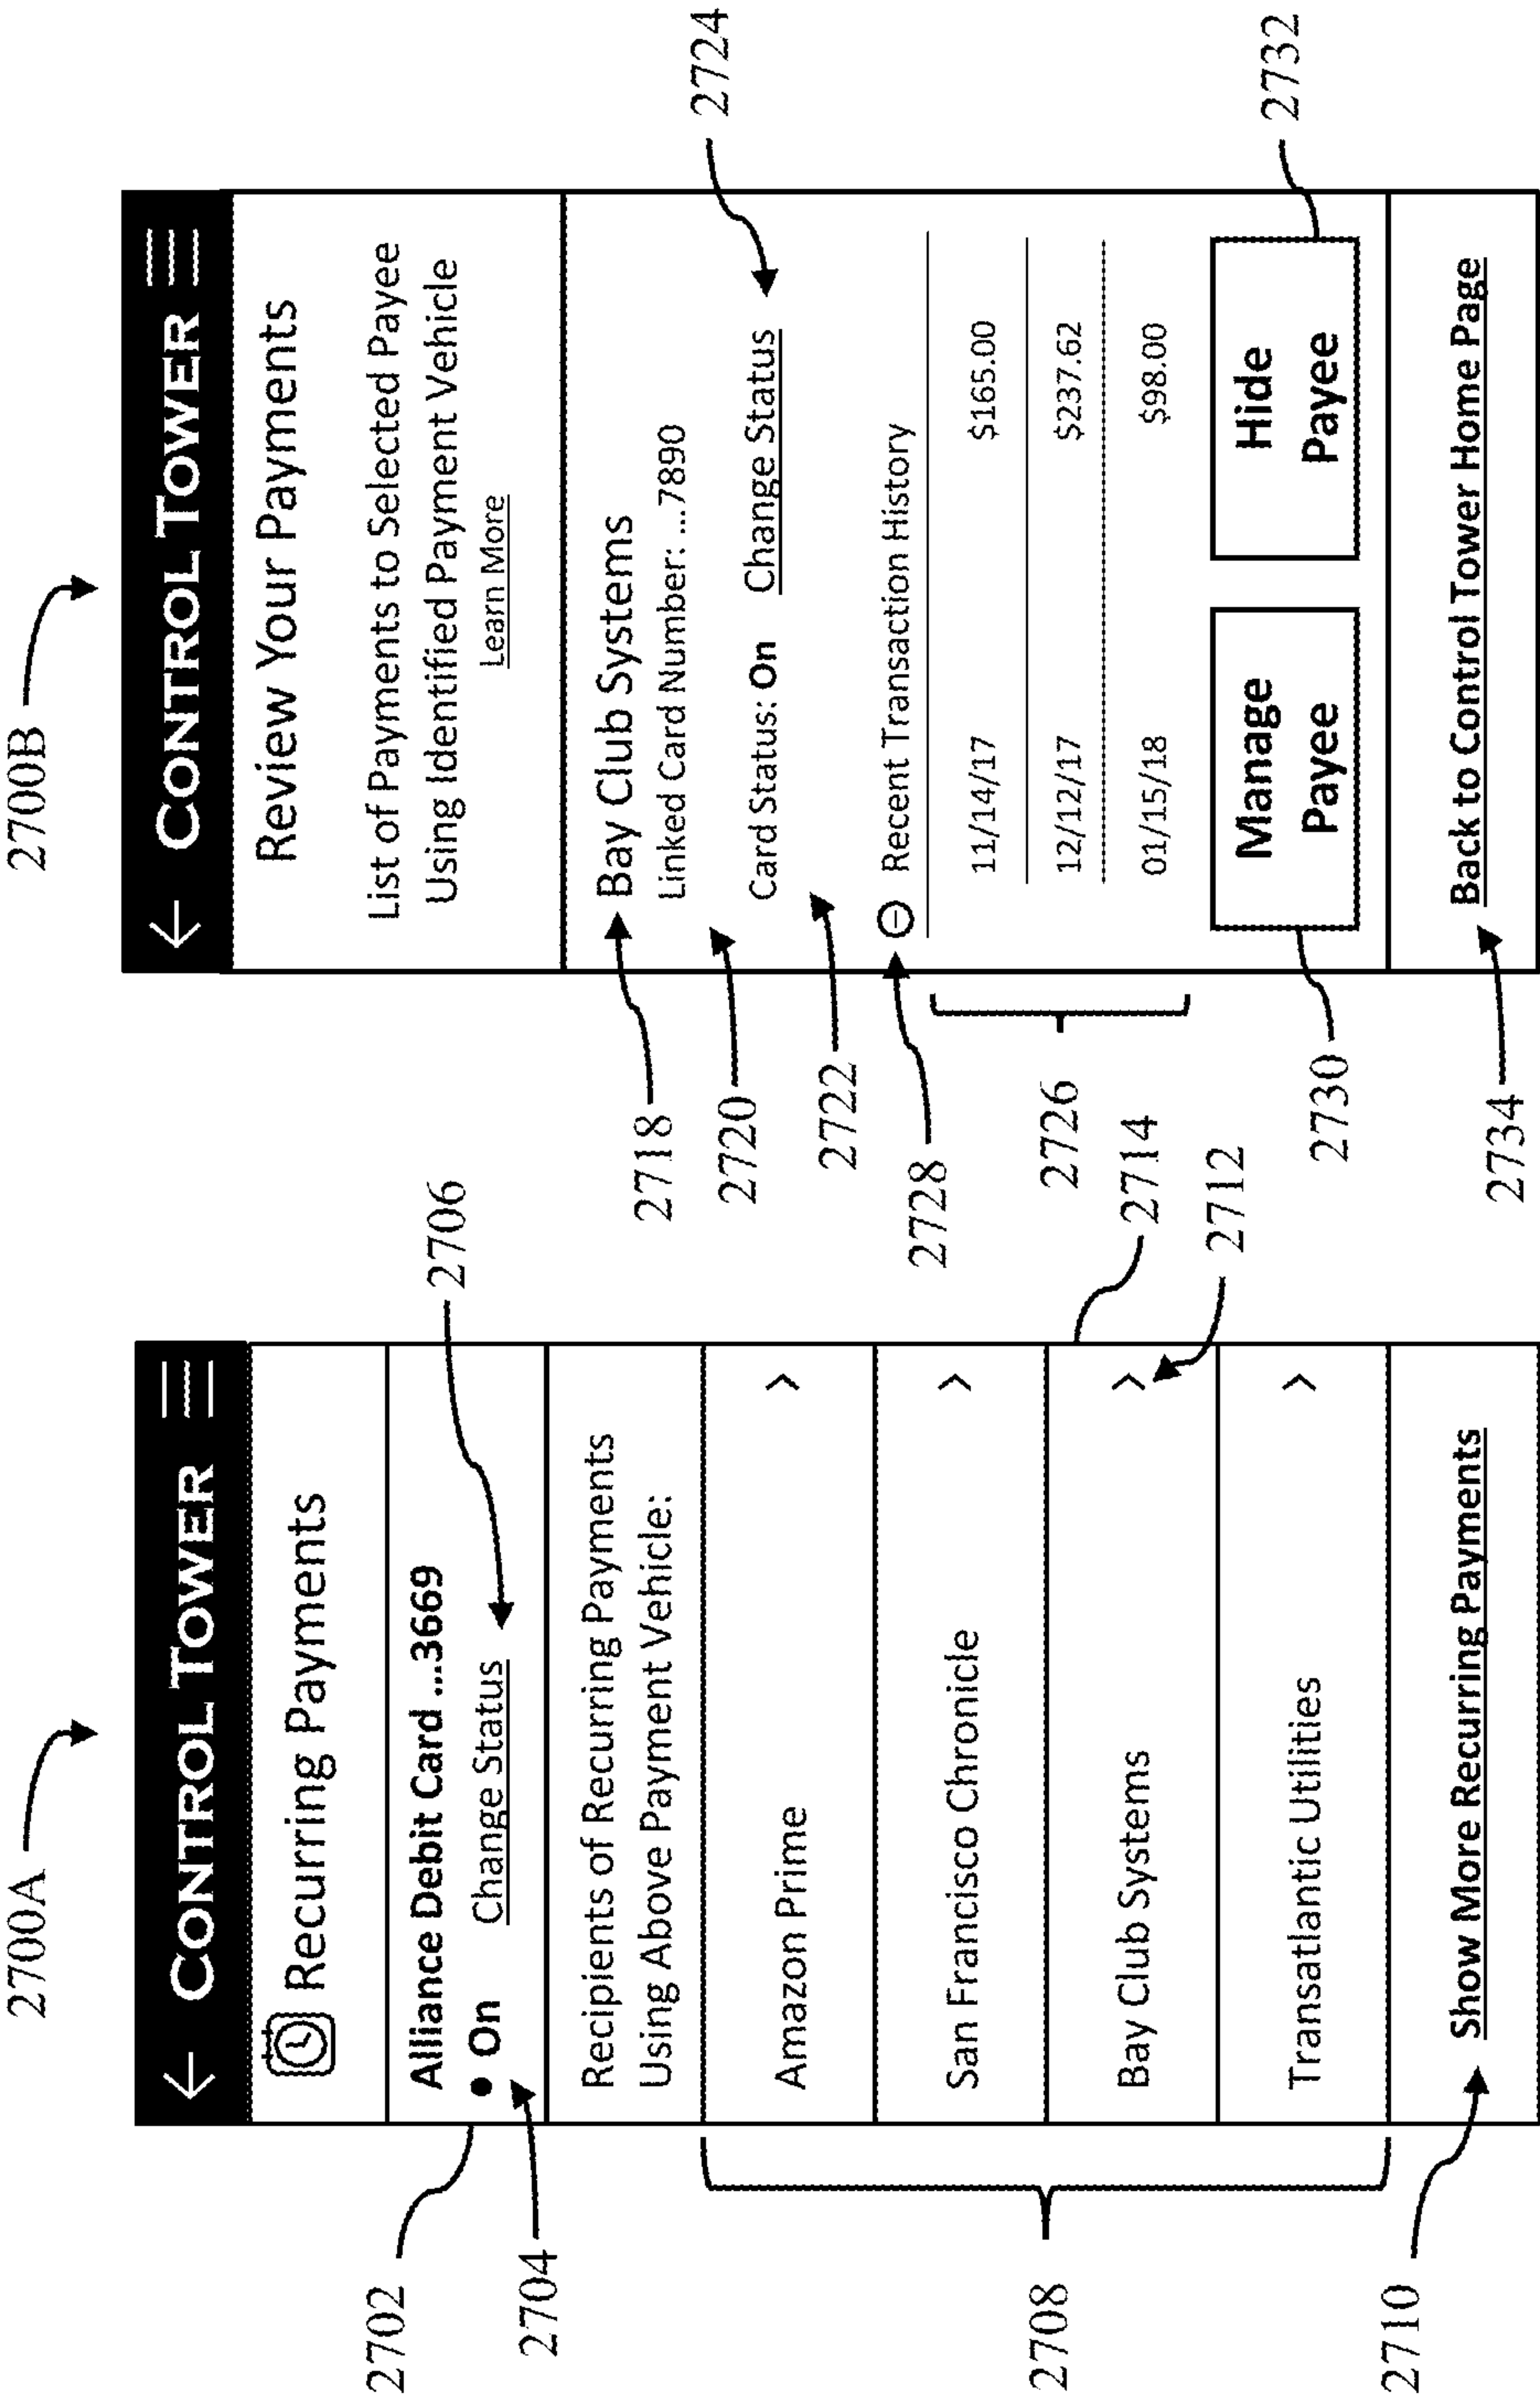 2700A
← CONTROL TOWER
Recurring Payments
Alliance Debit Card ...3669
• On Change Status
Recipients of Recurring Payments
Using Above Payment Vehicle:
Amazon Prime >
San Francisco Chronicle >
Bay Club Systems >
Transatlantic Utilities >
Show More Recurring Payments
2702
2704
2706
2708
2710
2714
2712
2700B
← CONTROL TOWER
Review Your Payments
List of Payments to Selected Payee
Using Identified Payment Vehicle
Learn More
Bay Club Systems
Linked Card Number: ...7890
Card Status: On Change Status
Recent Transaction History
11/14/17 $165.00
12/12/17 $237.62
01/15/18 $98.00
Manage
Payee
Hide
Payee
Back to Control Tower Home Page
2718
2720
2722
2724
2728
2726
2730
2732
2734